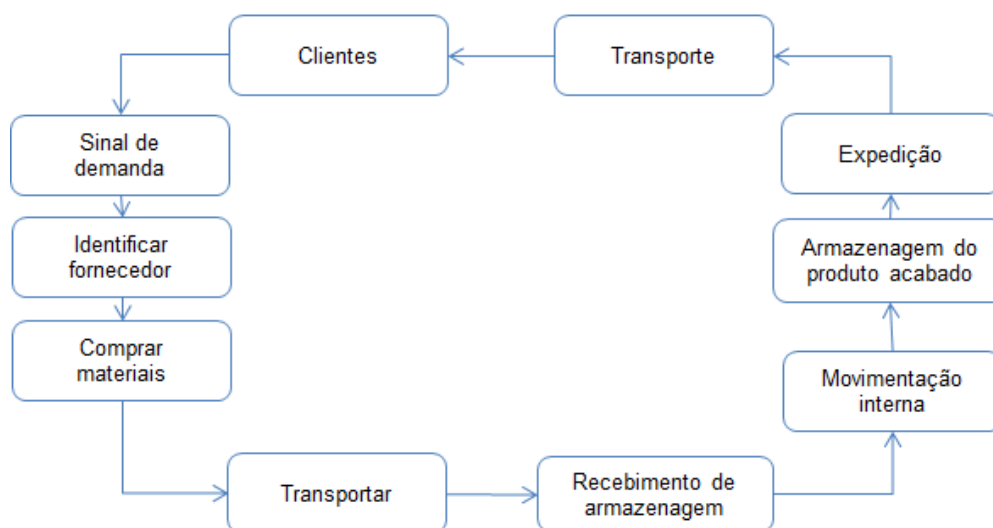 Clientes
Transporte
Sinal de
demanda
Expedição
Identificar
fornecedor
Armazenagem do
produto acabado
Comprar
materiais
Movimentação
interna
Transportar
Recebimento de
armazenagem